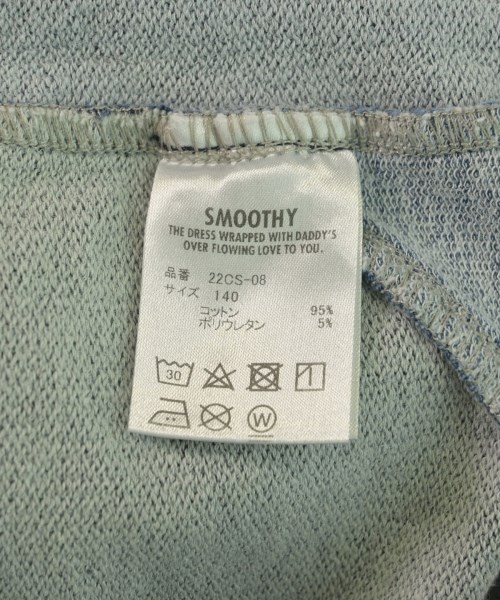 SMOOTHY
THE DRESS WRAPPED WITH DADDY'S
OVER FLOWING LOVE TO YOU.
品番 22CS-08
サイズ 140
コットン 95%
ポリウレタン 5%
30
W